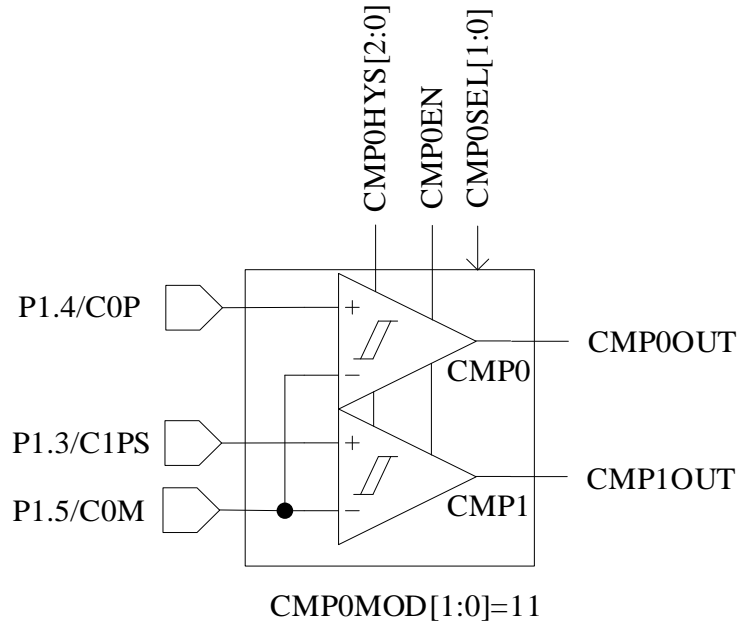 CMP0HYS[2:0]
CMP0EN
CMP0SEL[1:0]
P1.4/C0P
+
−
CMP0
CMP0OUT
P1.3/C1PS
+
P1.5/C0M
−
CMP1
CMP1OUT
CMP0MOD[1:0]=11